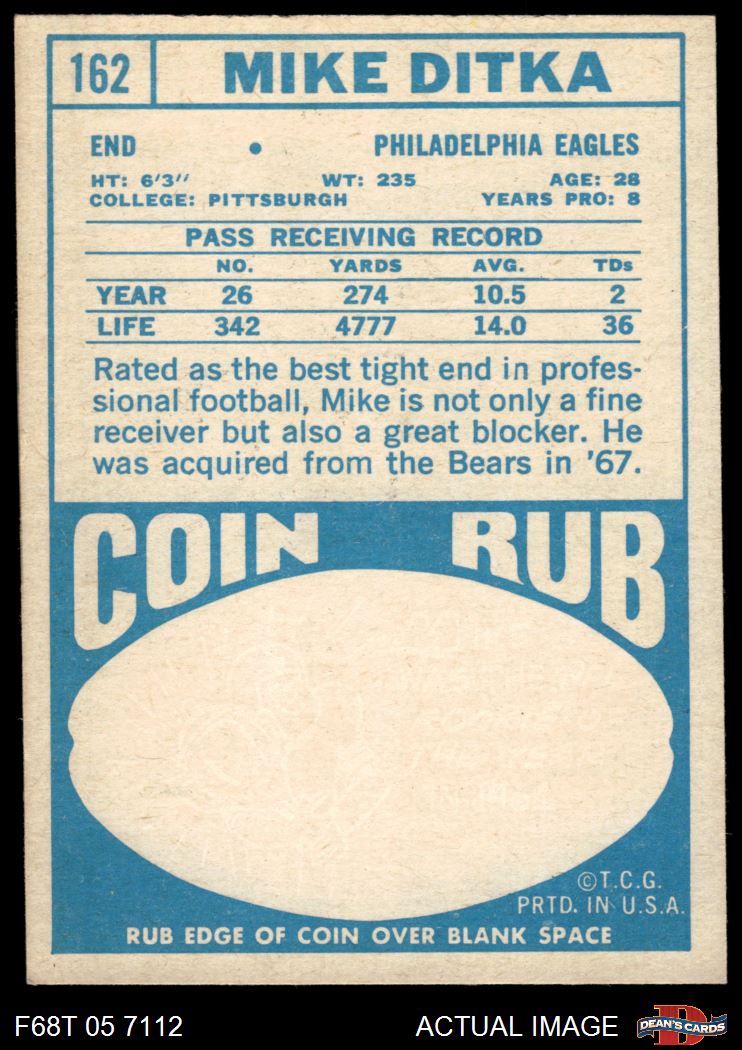 162 MIKE DITKA
END • PHILADELPHIA EAGLES
HT: 6'3" WT: 235 AGE: 28
COLLEGE: PITTSBURGH YEARS PRO: 8
PASS RECEIVING RECORD
NO. YARDS AVG. TDs
YEAR 26 274 10.5 2
LIFE 342 4777 14.0 36
Rated as the best tight end in profes-
sional football, Mike is not only a fine
receiver but also a great blocker. He
was acquired from the Bears in '67.
COIN RUB
©T.C.G.
PRTD. IN U.S.A.
RUB EDGE OF COIN OVER BLANK SPACE
F68T 05 7112 ACTUAL IMAGE DEAN'S CARDS